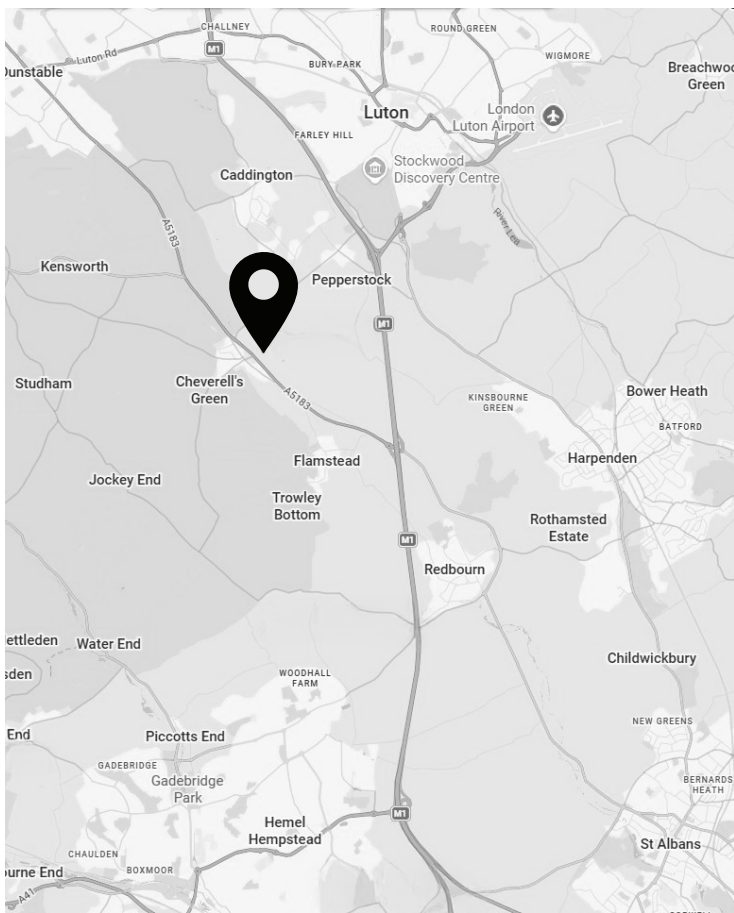 CHALLNEY
ROUND GREEN
M1
Luton Rd
WIGMORE
BURY PARK
Breachwoo
Green
Dunstable
Luton
London
Luton Airport
FARLEY HILL
Stockwood
Discovery Centre
Caddington
River Lea
A5183
Kensworth
Pepperstock
M1
Studham
Cheverell's
Green
A5183
Bower Heath
KINSBOURNE
GREEN
BATFORD
Flamstead
Harpenden
Jockey End
Trowley
Bottom
Rothamsted
Estate
M1
Redbourn
ettleden
Water End
Childwickbury
sden
WOODHALL
FARM
End
Piccotts End
NEW GREENS
GADEBRIDGE
Gadebridge
Park
BERNARDS
HEATH
M1
Hemel
Hempstead
St Albans
CHAULDEN
BOXMOOR
ourne End
A41